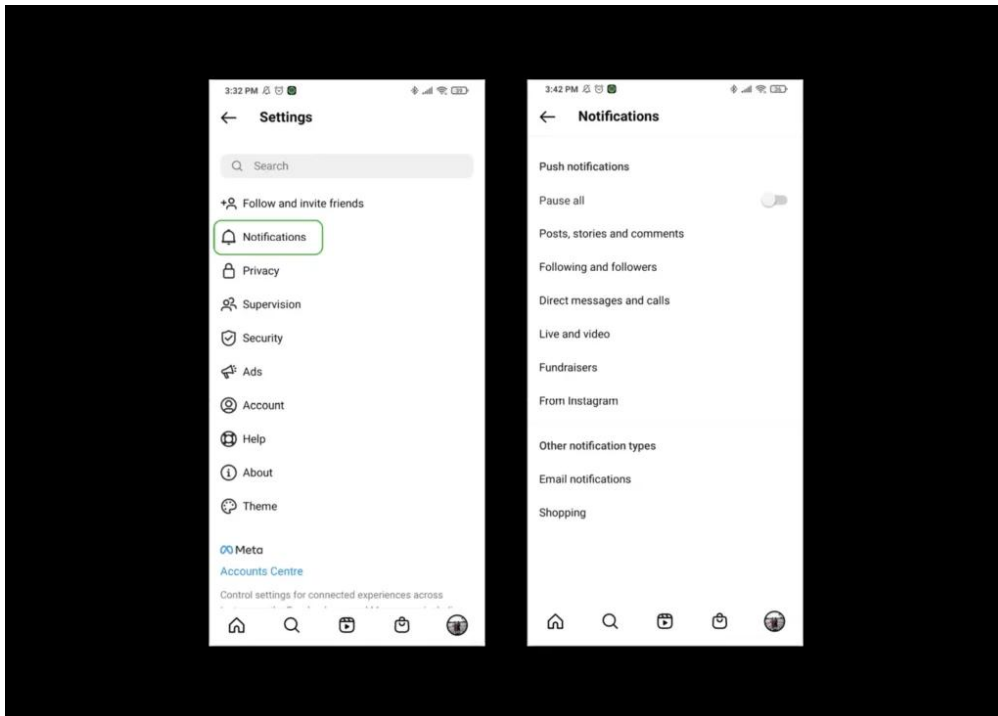 3:32 PM
Settings
Search
Follow and invite friends
Notifications
Privacy
Supervision
Security
Ads
Account
Help
About
Theme
Meta
Accounts Centre
Control settings for connected experiences across
3:42 PM
Notifications
Push notifications
Pause all
Posts, stories and comments
Following and followers
Direct messages and calls
Live and video
Fundraisers
From Instagram
Other notification types
Email notifications
Shopping